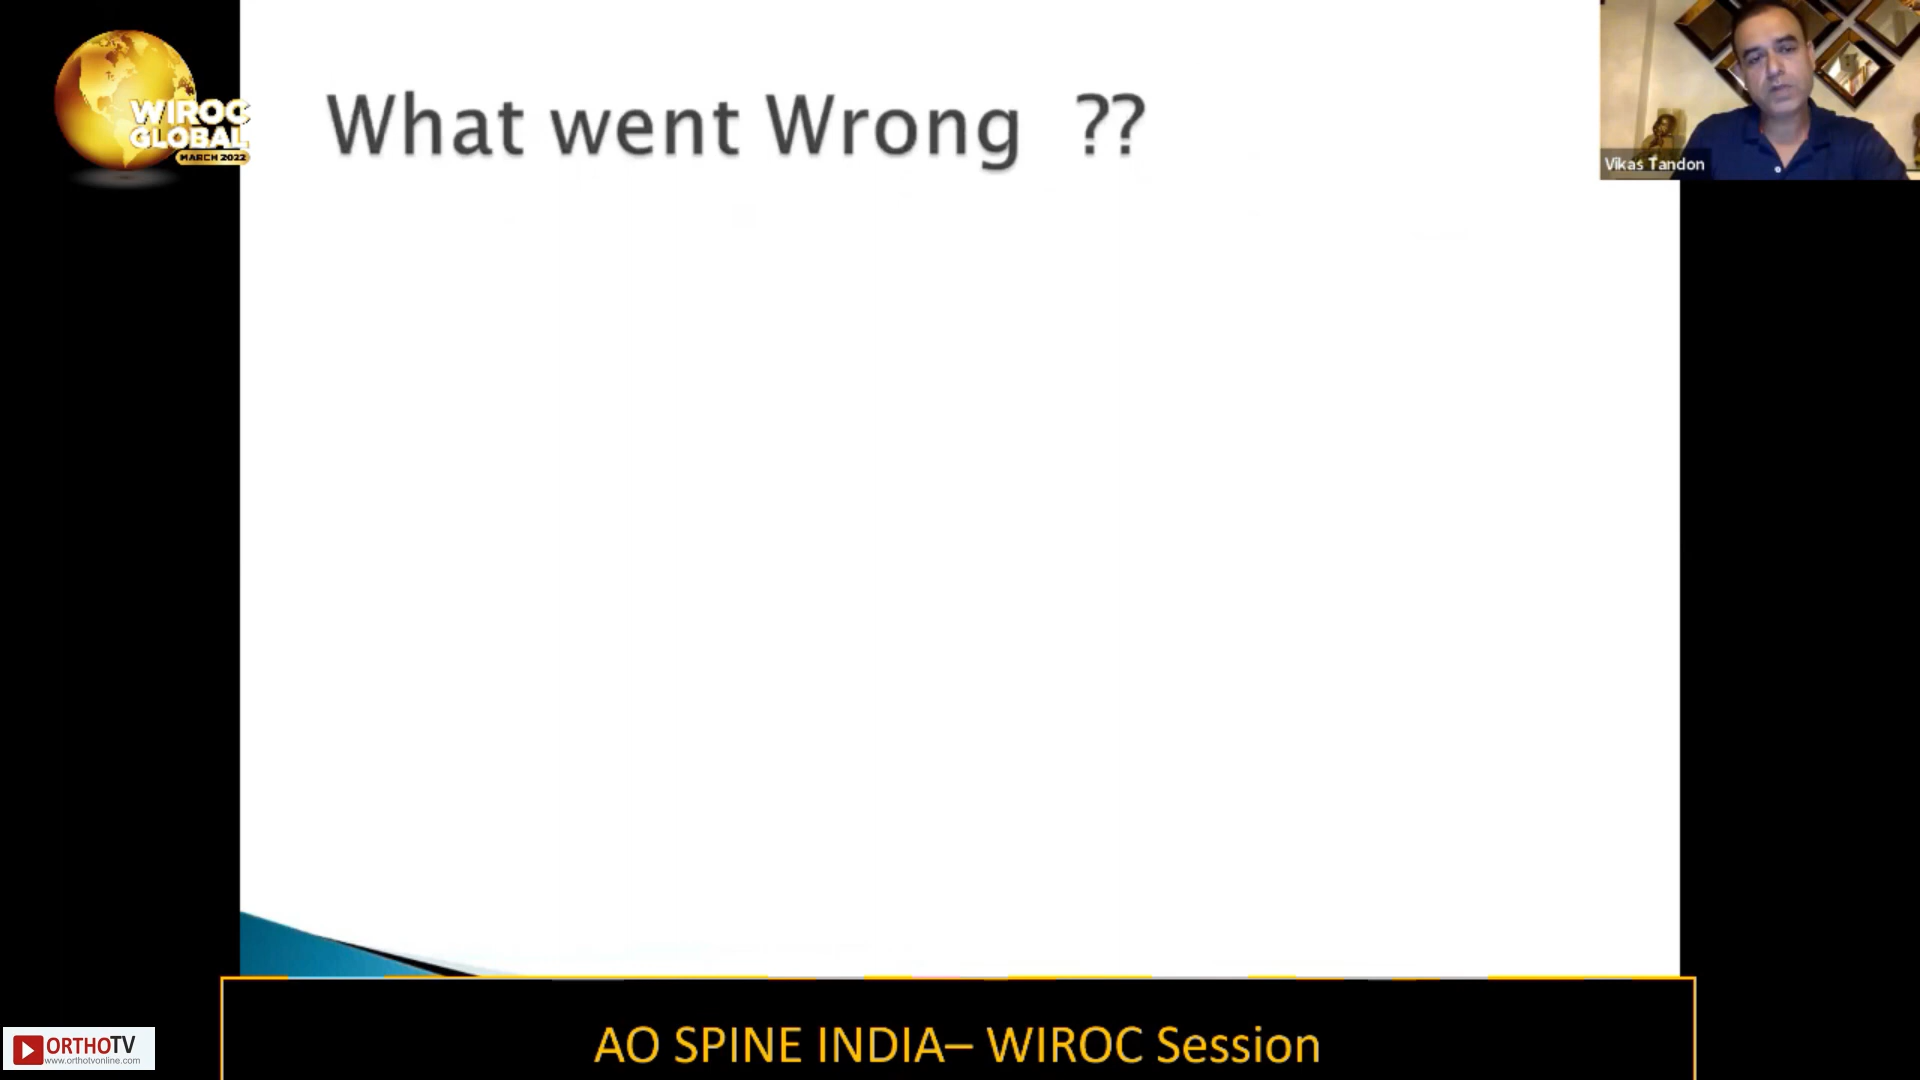 WIROC
GLOBAL
MARCH 2022
What went Wrong ??
Vikas Tandon
AO SPINE INDIA– WIROC Session
ORTHOTV
www.orthotvonline.com